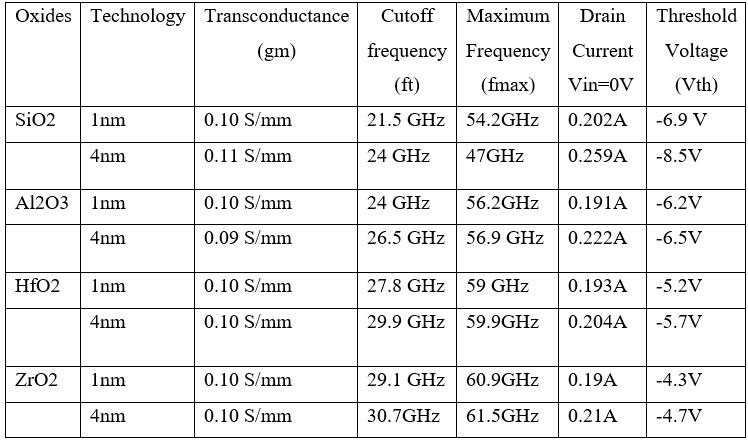 Oxides Technology Transconductance Cutoff Maximum Drain Threshold
(gm) frequency Frequency Current Voltage
(ft) (fmax) Vin=0V (Vth)
SiO2 1nm 0.10 S/mm 21.5 GHz 54.2GHz 0.202A -6.9 V
4nm 0.11 S/mm 24 GHz 47GHz 0.259A -8.5V
Al2O3 1nm 0.10 S/mm 24 GHz 56.2GHz 0.191A -6.2V
4nm 0.09 S/mm 26.5 GHz 56.9 GHz 0.222A -6.5V
HfO2 1nm 0.10 S/mm 27.8 GHz 59 GHz 0.193A -5.2V
4nm 0.10 S/mm 29.9 GHz 59.9GHz 0.204A -5.7V
ZrO2 1nm 0.10 S/mm 29.1 GHz 60.9GHz 0.19A -4.3V
4nm 0.10 S/mm 30.7GHz 61.5GHz 0.21A -4.7V